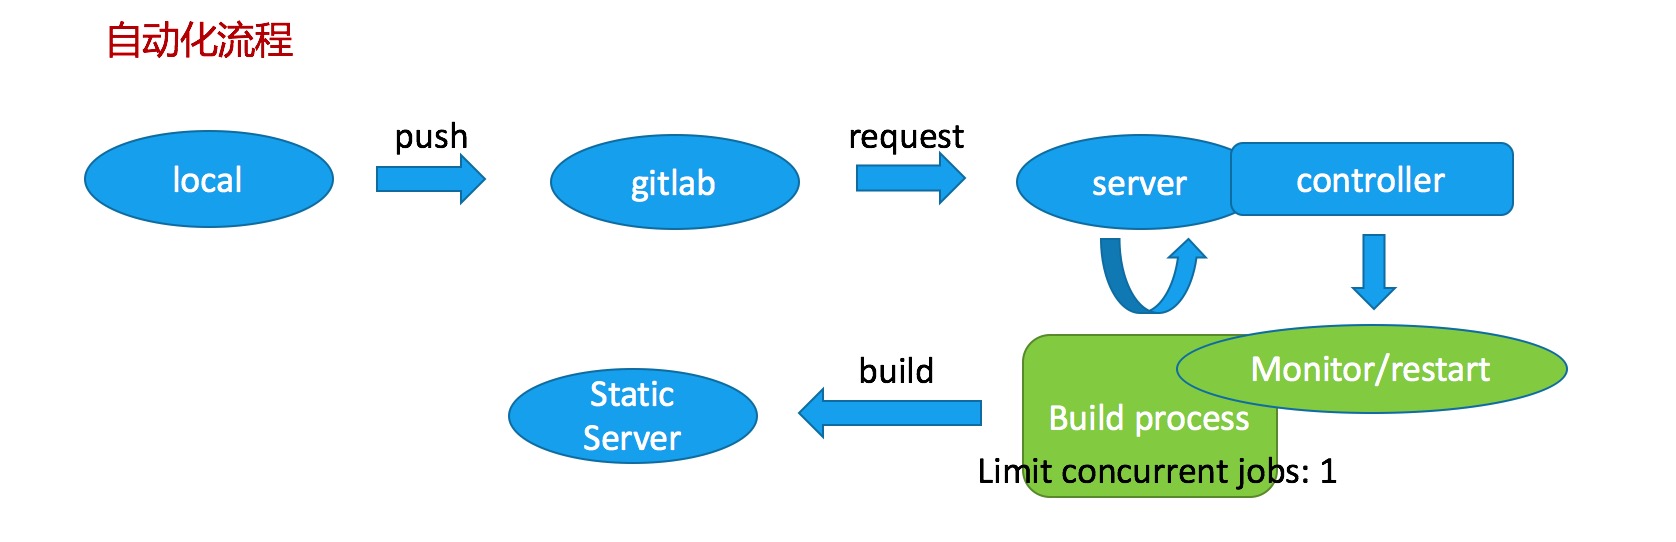 自动化流程
push
request
local
gitlab
server
controller
build
Monitor/restart
Static
Server
Build process
Limit concurrent jobs: 1